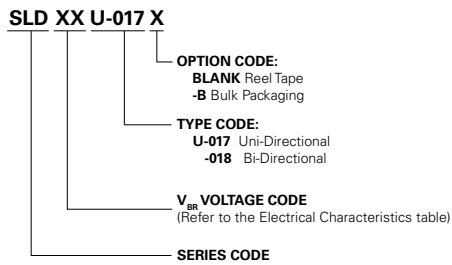 SLD XX U-017 X
OPTION CODE:
BLANK Reel Tape
-B Bulk Packaging
TYPE CODE:
U-017 Uni-Directional
-018 Bi-Directional
VBR VOLTAGE CODE
(Refer to the Electrical Characteristics table)
SERIES CODE